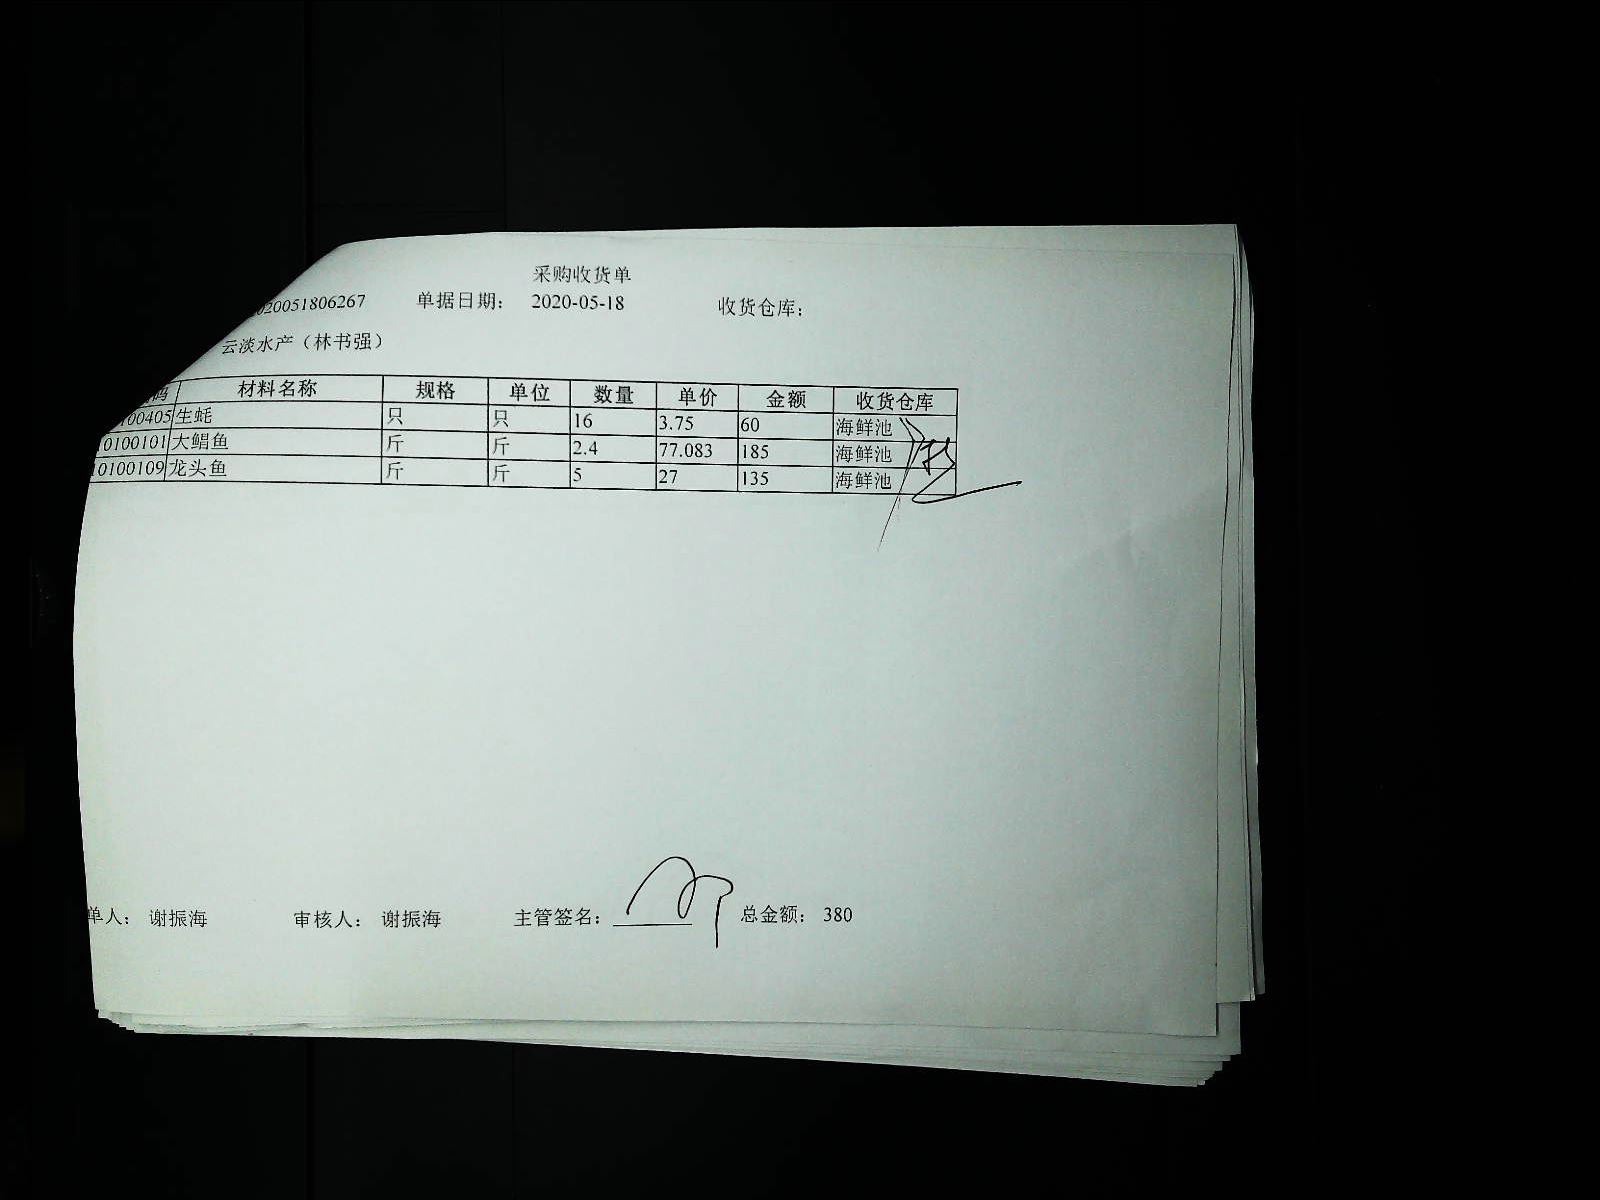 采购收货单
020051806267 单据日期： 2020-05-18 收货仓库：
云淡水产（林书强）
码 材料名称 规格 单位 数量 单价 金额 收货仓库
100405 生蚝 只 只 16 3.75 60 海鲜池
10100101 大鲳鱼 斤 斤 2.4 77.083 185 海鲜池
10100109 龙头鱼 斤 斤 5 27 135 海鲜池
单人： 谢振海 审核人： 谢振海 主管签名： 总金额： 380